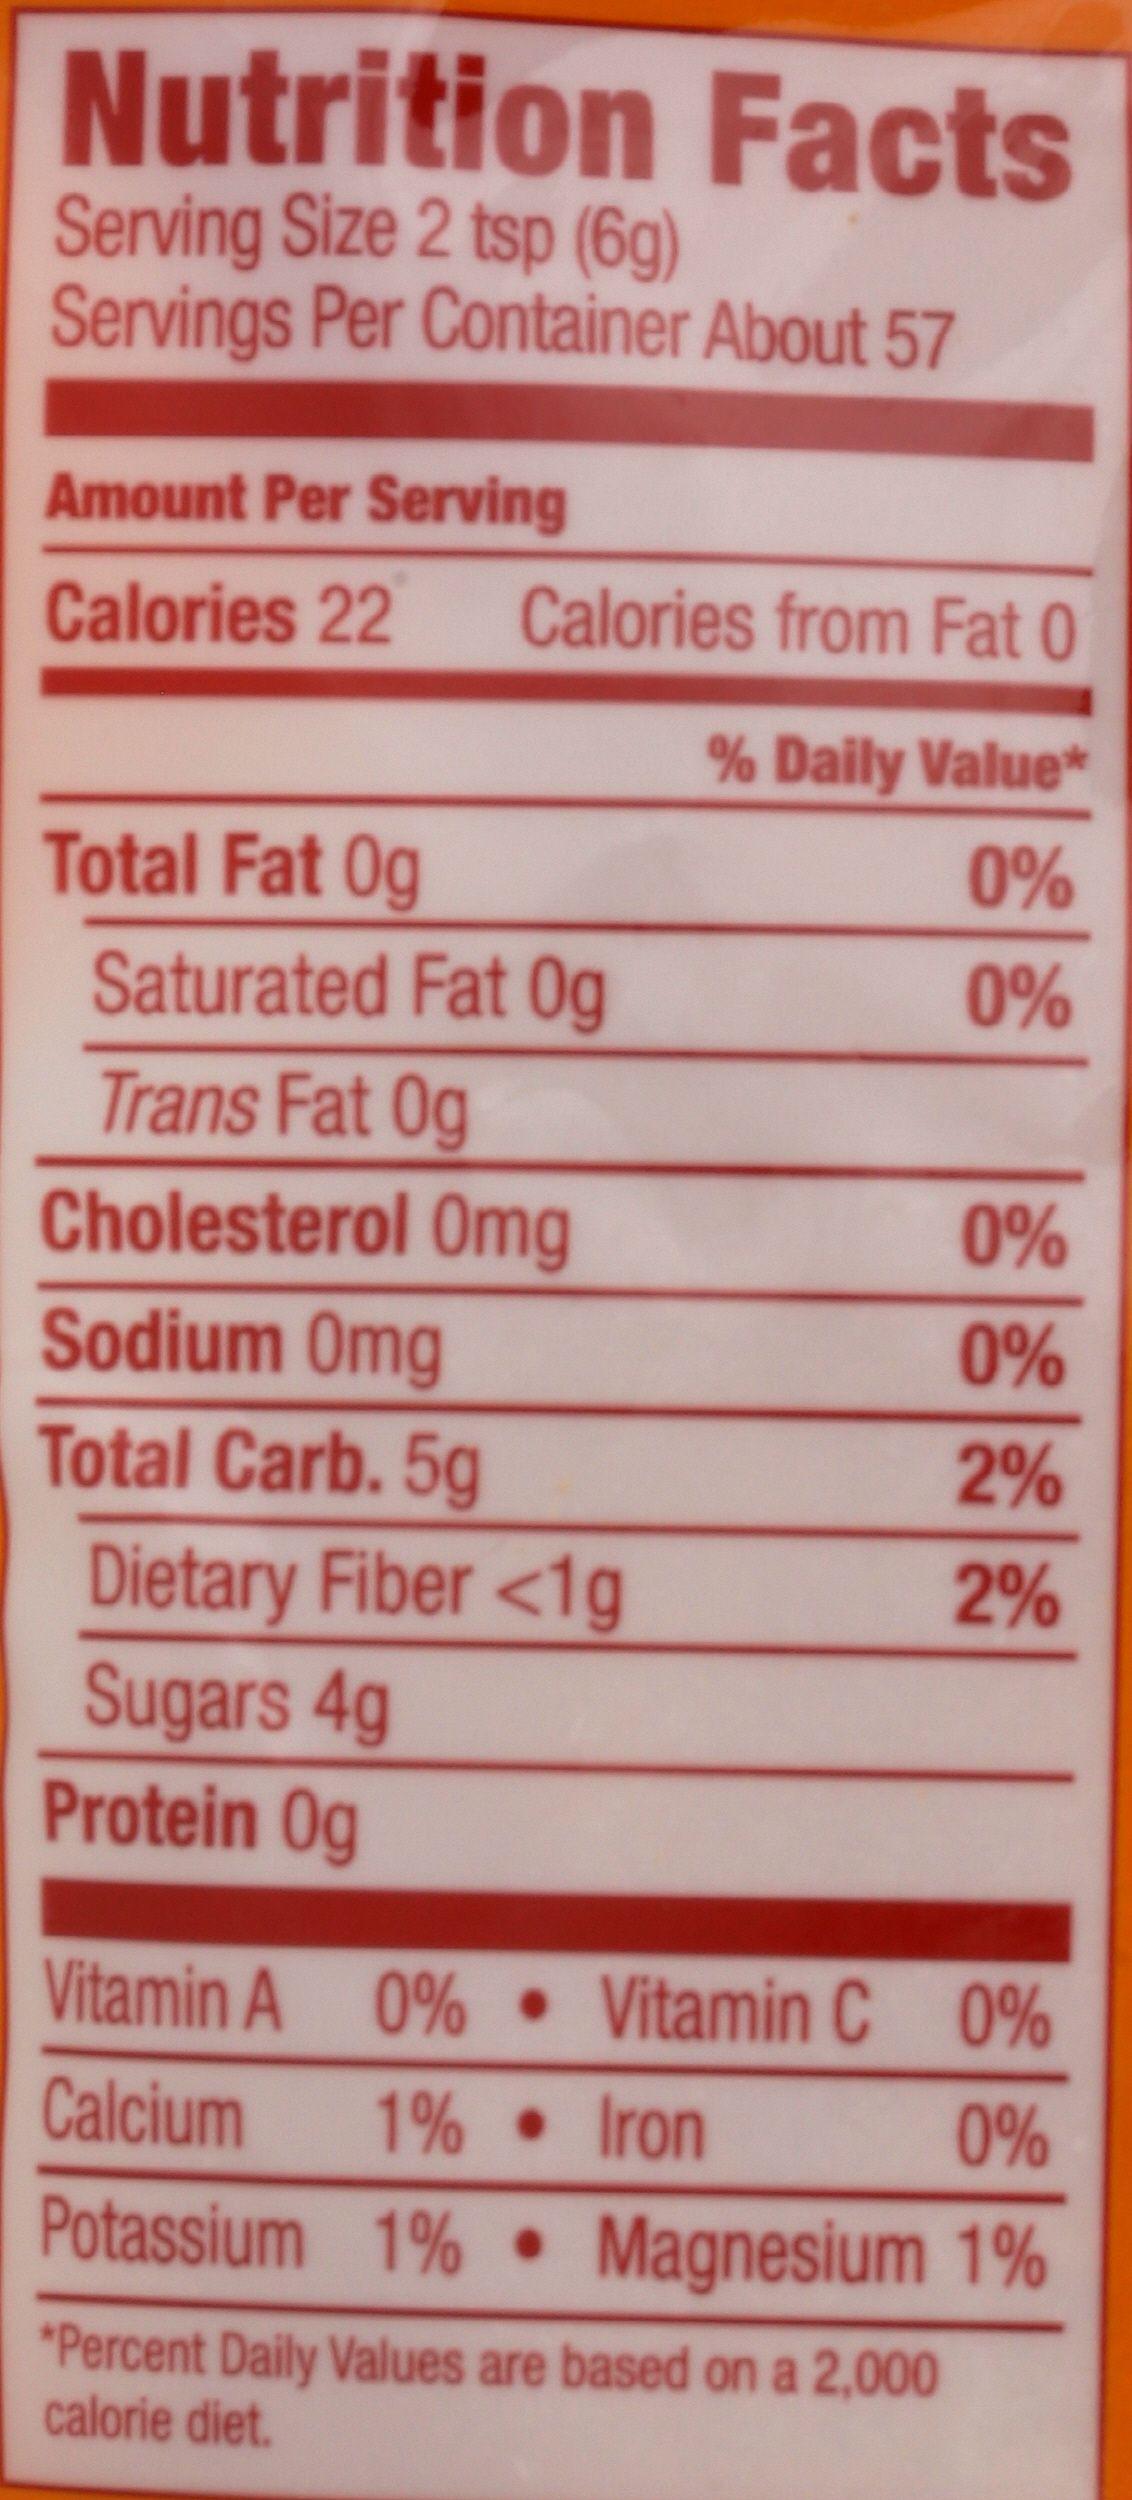 Nutrition Facts
Serving Size 2 tsp (6g)
Servings Per Container About 57
Amount Per Serving
Calories 22 Calories from Fat 0
% Daily Value*
Total Fat 0g 0%
Saturated Fat 0g 0%
Trans Fat 0g
Cholesterol 0mg 0%
Sodium 0mg 0%
Total Carb. 5g 2%
Dietary Fiber <1g 2%
Sugars 4g
Protein 0g
Vitamin A 0% • Vitamin C 0%
Calcium 1% • Iron 0%
Potassium 1% • Magnesium 1%
*Percent Daily Values are based on a 2,000
calorie diet.